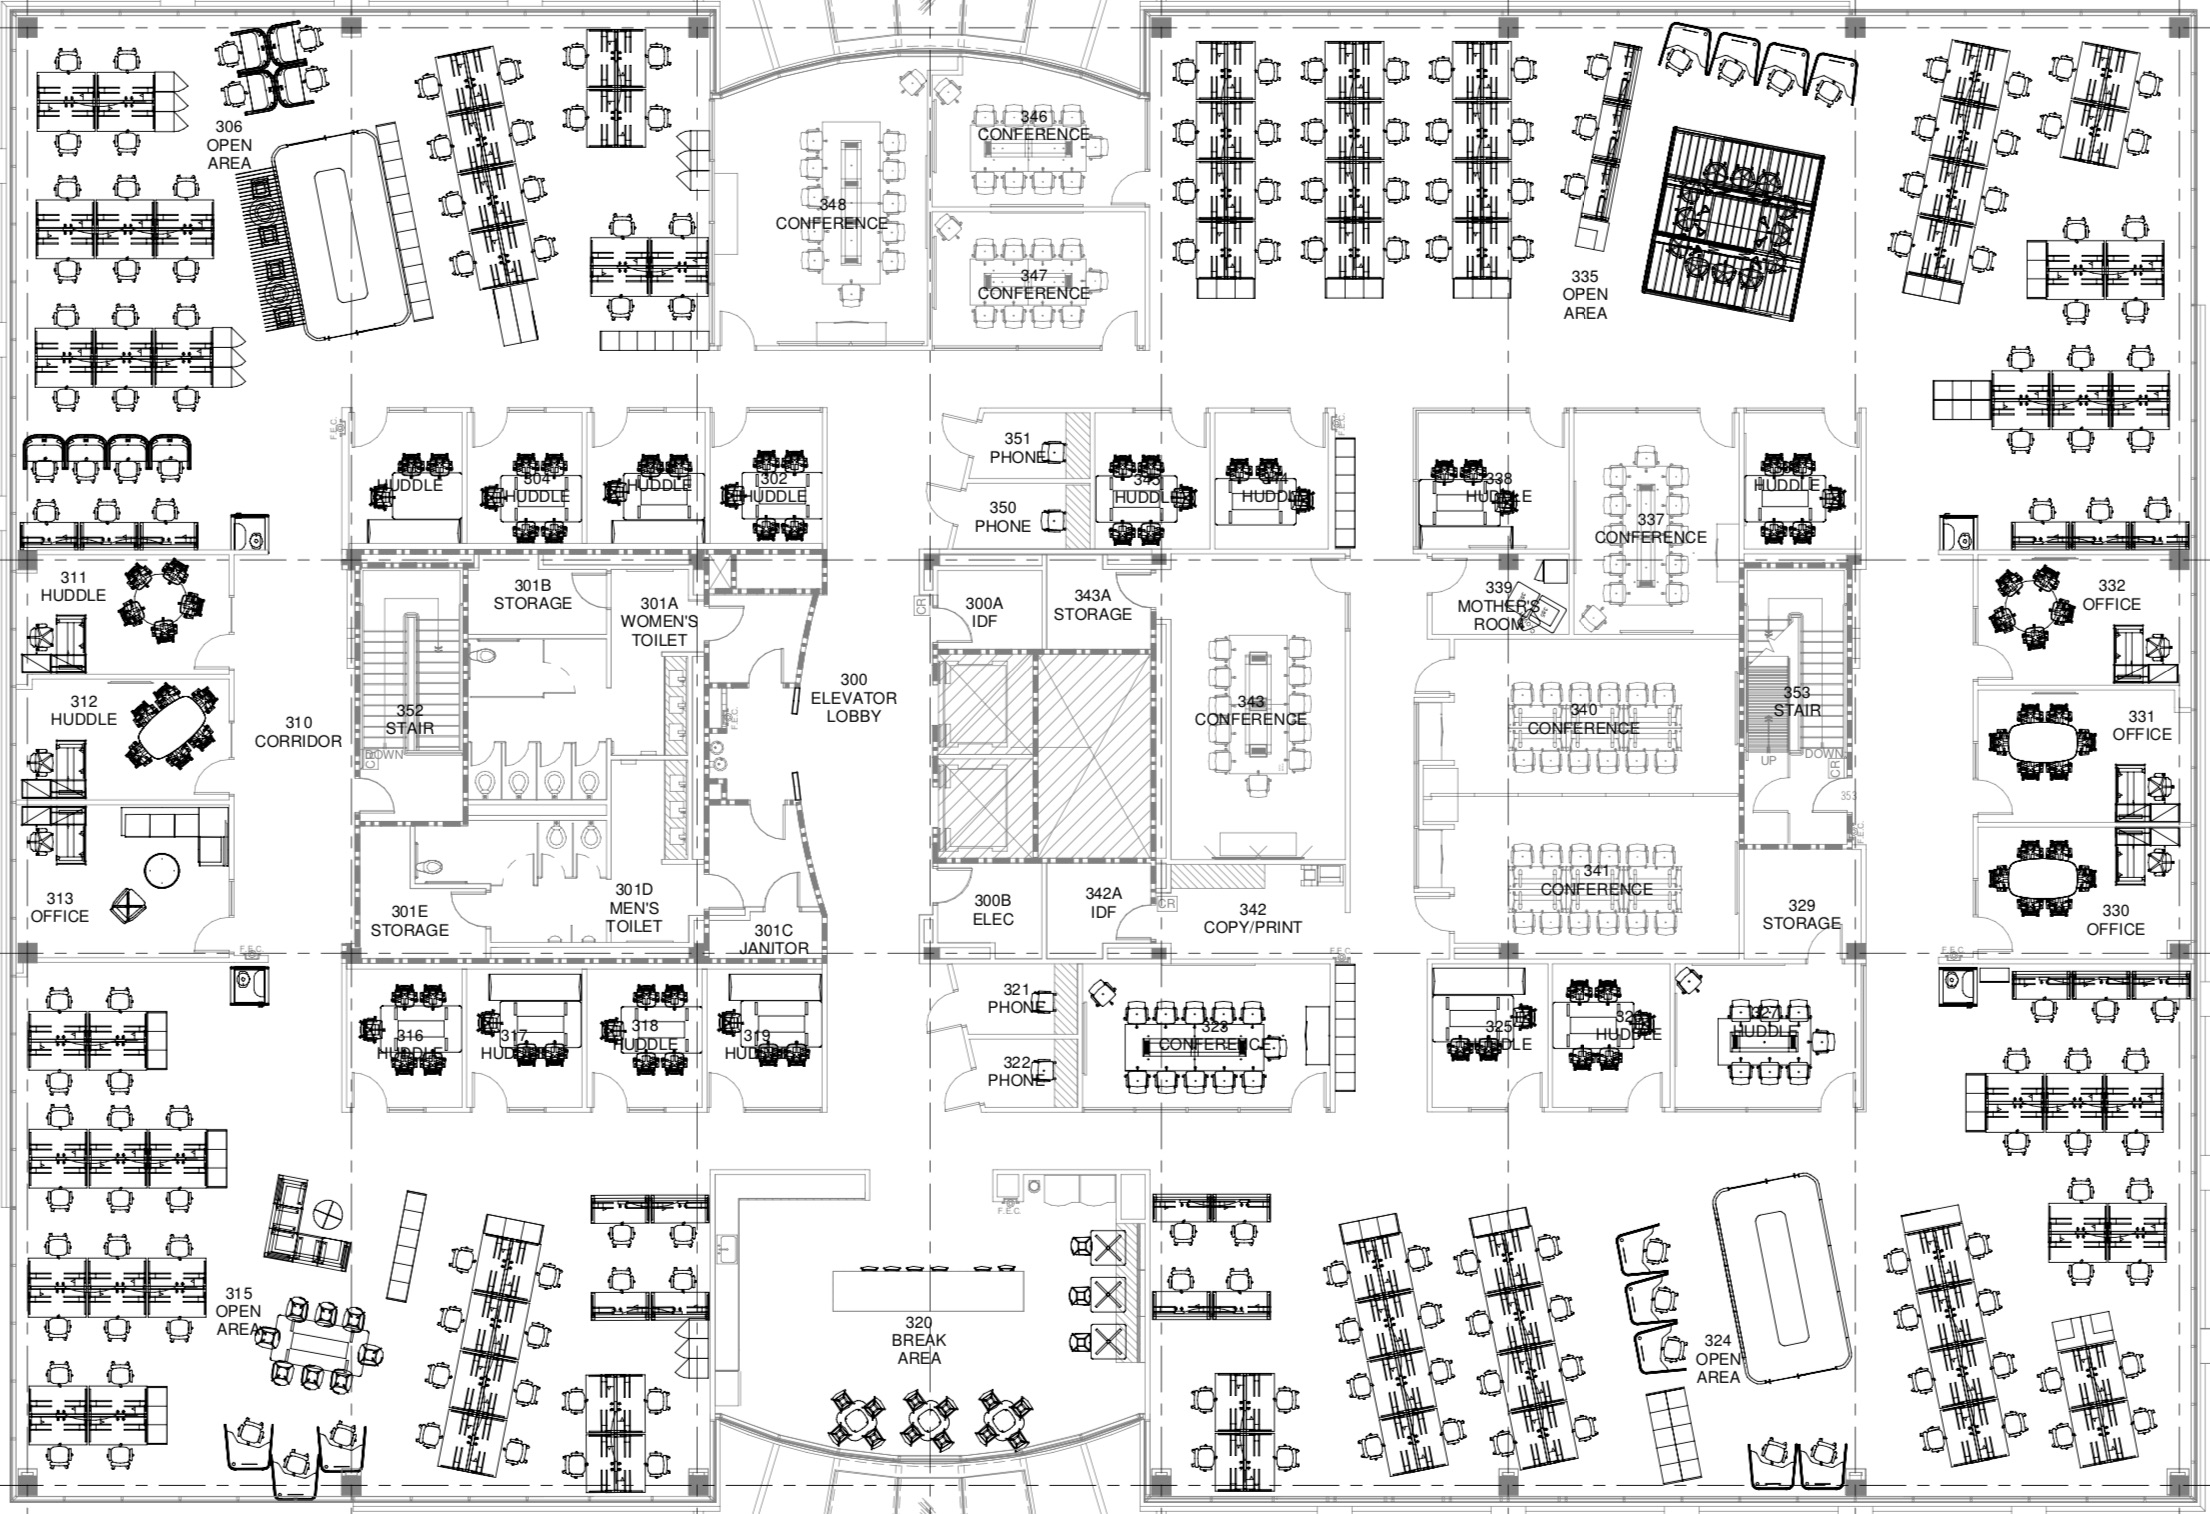 306
OPEN
AREA
346
CONFERENCE
348
CONFERENCE
347
CONFERENCE
335
OPEN
AREA
F.E.C.
HUDDLE
304
HUDDLE
HUDDLE
302
HUDDLE
351
PHONE
350
PHONE
345
HUDDLE
344
HUDDLE
F.E.C.
338
HUDDLE
337
CONFERENCE
HUDDLE
311
HUDDLE
301B
STORAGE
301A
WOMEN'S
TOILET
CR
300A
IDF
343A
STORAGE
339
MOTHER'S
ROOM
332
OFFICE
312
HUDDLE
310
CORRIDOR
352
STAIR
DOWN
CR
F.E.C.
300
ELEVATOR
LOBBY
343
CONFERENCE
340
CONFERENCE
353
STAIR
UP
DOWN
CR
353
F.E.C.
331
OFFICE
313
OFFICE
301E
STORAGE
301D
MEN'S
TOILET
301C
JANITOR
300B
ELEC
342A
IDF
CR
342
COPY/PRINT
341
CONFERENCE
329
STORAGE
330
OFFICE
F.E.C.
F.E.C.
F.E.C.
316
HUDDLE
317
HUDDLE
318
HUDDLE
319
HUDDLE
321
PHONE
322
PHONE
323
CONFERENCE
325
HUDDLE
HUDDLE
327
HUDDLE
F.E.C.
315
OPEN
AREA
320
BREAK
AREA
324
OPEN
AREA